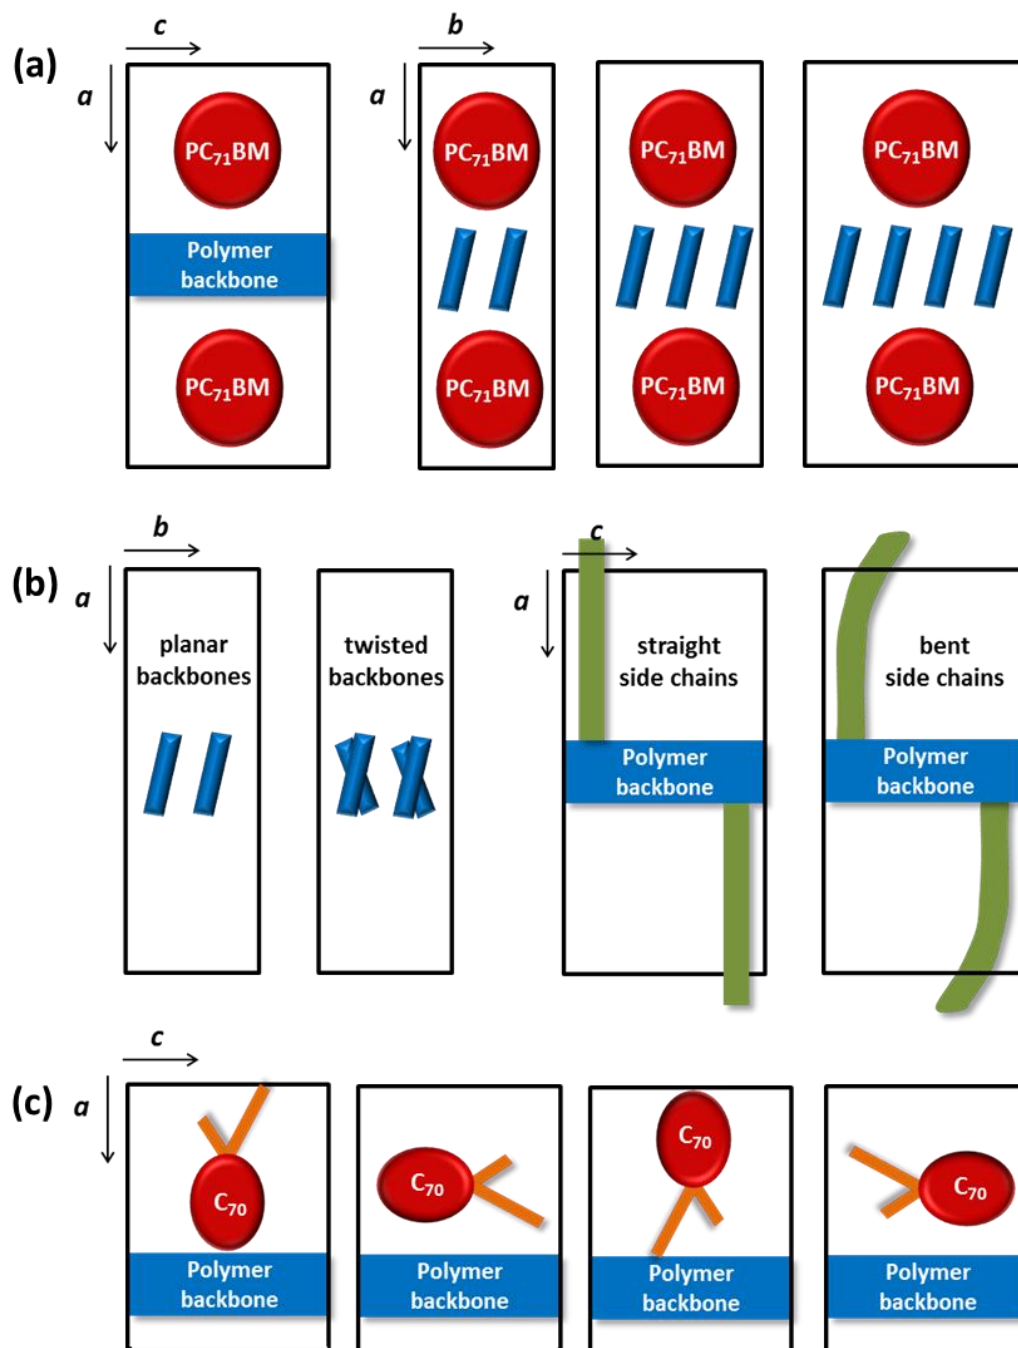 (a)
c
a
PC₇₁BM
Polymer
backbone
PC₇₁BM
b
a
PC₇₁BM
PC₇₁BM
PC₇₁BM
PC₇₁BM
PC₇₁BM
PC₇₁BM
(b)
b
a
planar
backbones
twisted
backbones
c
a
straight
side chains
Polymer
backbone
bent
side chains
Polymer
backbone
(c)
c
a
C₇₀
Polymer
backbone
C₇₀
Polymer
backbone
C₇₀
Polymer
backbone
C₇₀
Polymer
backbone